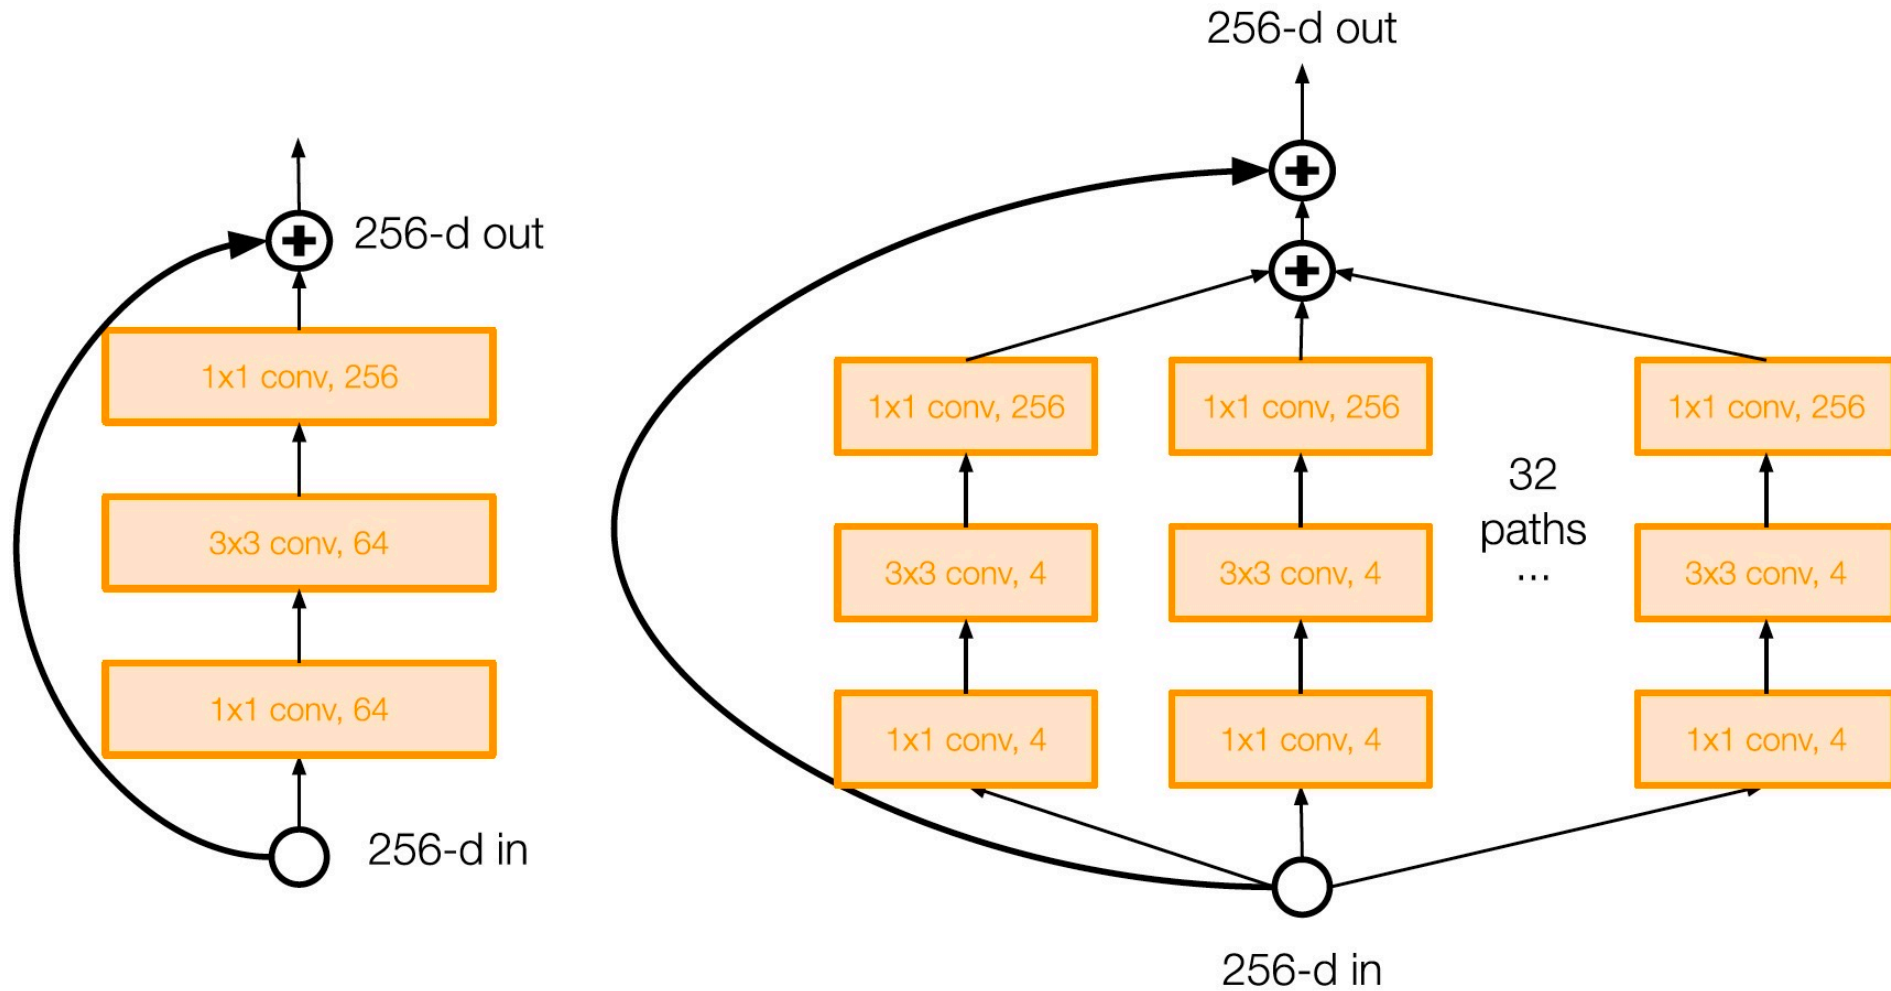 256-d out
1x1 conv, 256
3x3 conv, 64
1x1 conv, 64
256-d in
256-d out
1x1 conv, 256
1x1 conv, 256
1x1 conv, 256
32
paths
...
3x3 conv, 4
3x3 conv, 4
3x3 conv, 4
1x1 conv, 4
1x1 conv, 4
1x1 conv, 4
256-d in